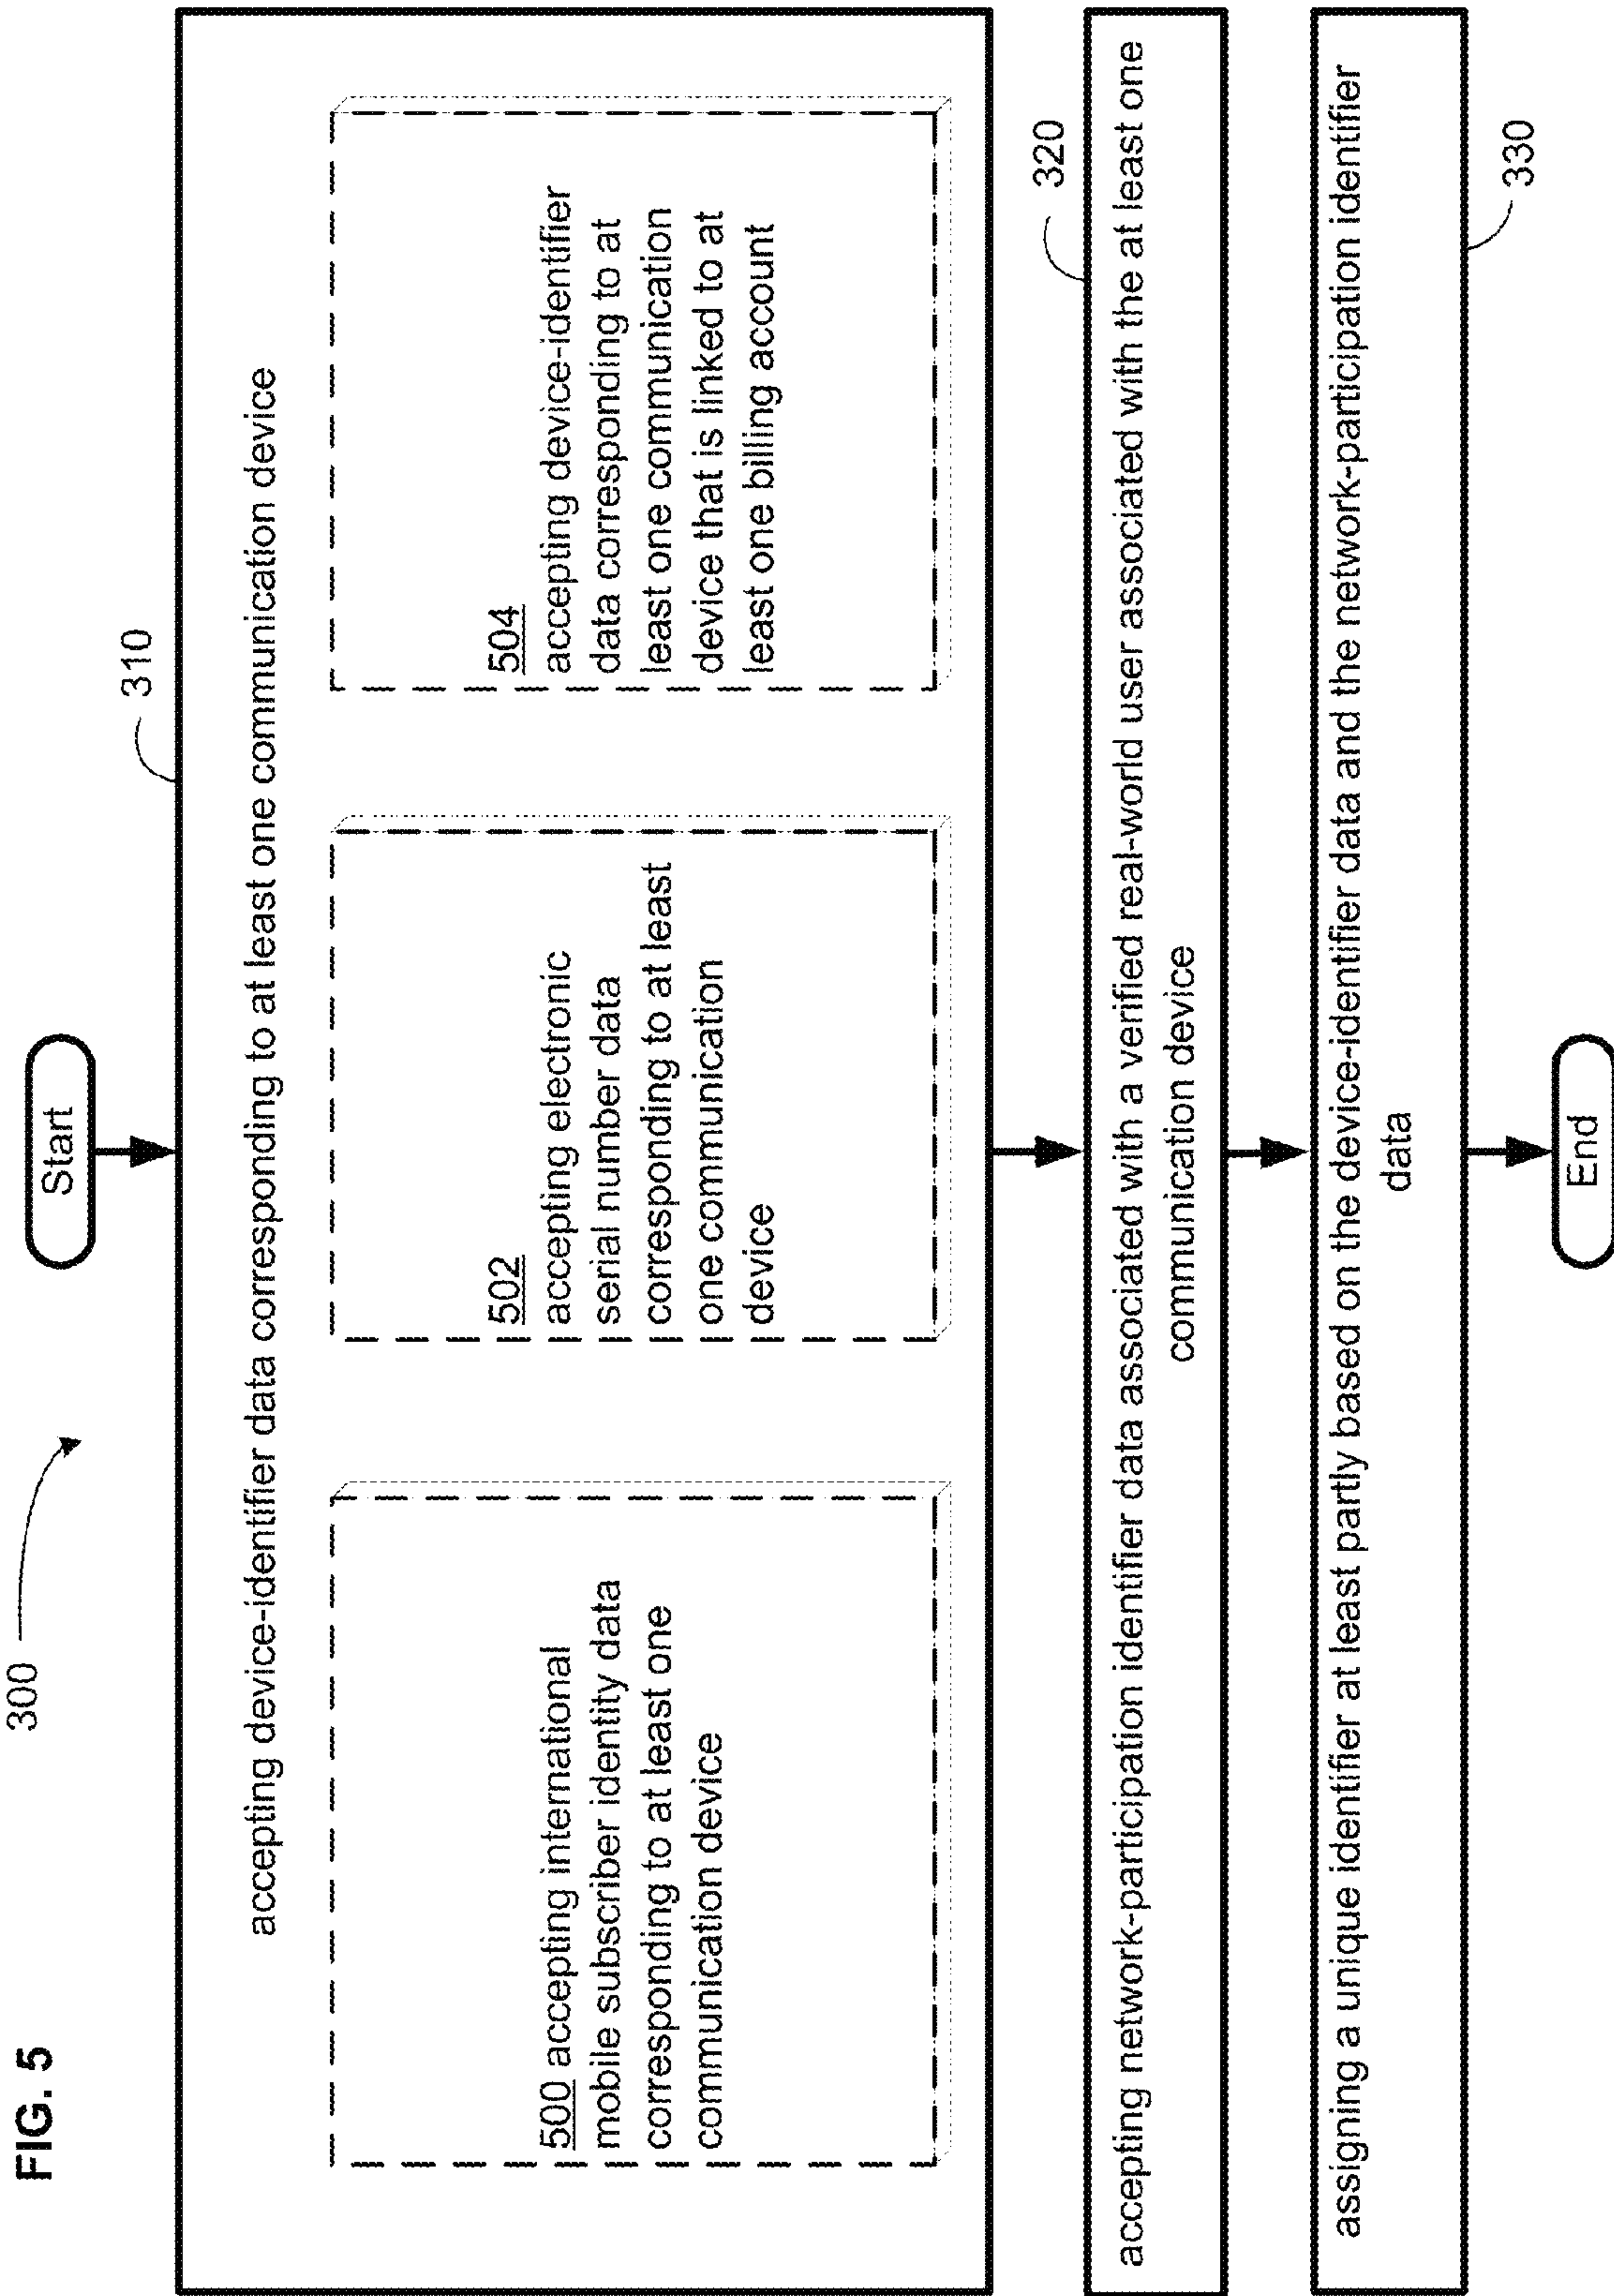 FIG. 5
300
Start
310
accepting device-identifier data corresponding to at least one communication device
500 accepting international
mobile subscriber identity data
corresponding to at least one
communication device
502
accepting electronic
serial number data
corresponding to at least
one communication
device
504
accepting device-identifier
data corresponding to at
least one communication
device that is linked to at
least one billing account
320
accepting network-participation identifier data associated with a verified real-world user associated with the at least one
communication device
assigning a unique identifier at least partly based on the device-identifier data and the network-participation identifier
data
330
End